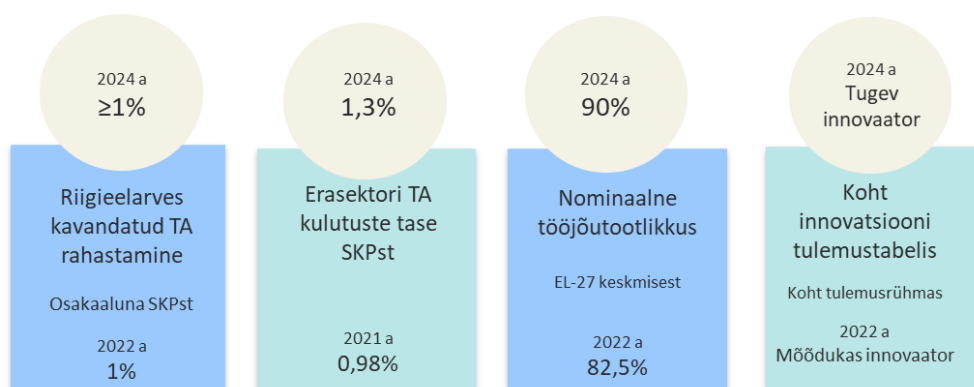 2024 a
≥1%
Riigieelarves
kavandatud TA
rahastamine
Osakaaluna SKPst
2022 a
1%
2024 a
1,3%
Erasektori TA
kulutuste tase
SKPst
2021 a
0,98%
2024 a
90%
Nominaalne
tööjõutootlikkus
EL-27 keskmisest
2022 a
82,5%
2024 a
Tugev
innovaator
Koht
innovatsiooni
tulemustabelis
Koht tulemusrühmas
2022 a
Mõõdukas innovaator